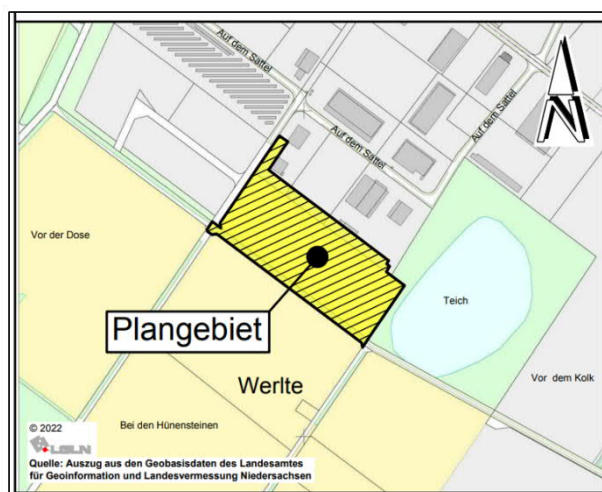 Auf dem Sattel
Auf dem Sattel
Auf dem Sattel
N
Vor der Dose
Plangebiet
Teich
Werlte
Vor dem Kolk
Bei den Hünensteinen
© 2022
LGLN
Quelle: Auszug aus den Geobasisdaten des Landesamtes
für Geoinformation und Landesvermessung Niedersachsen